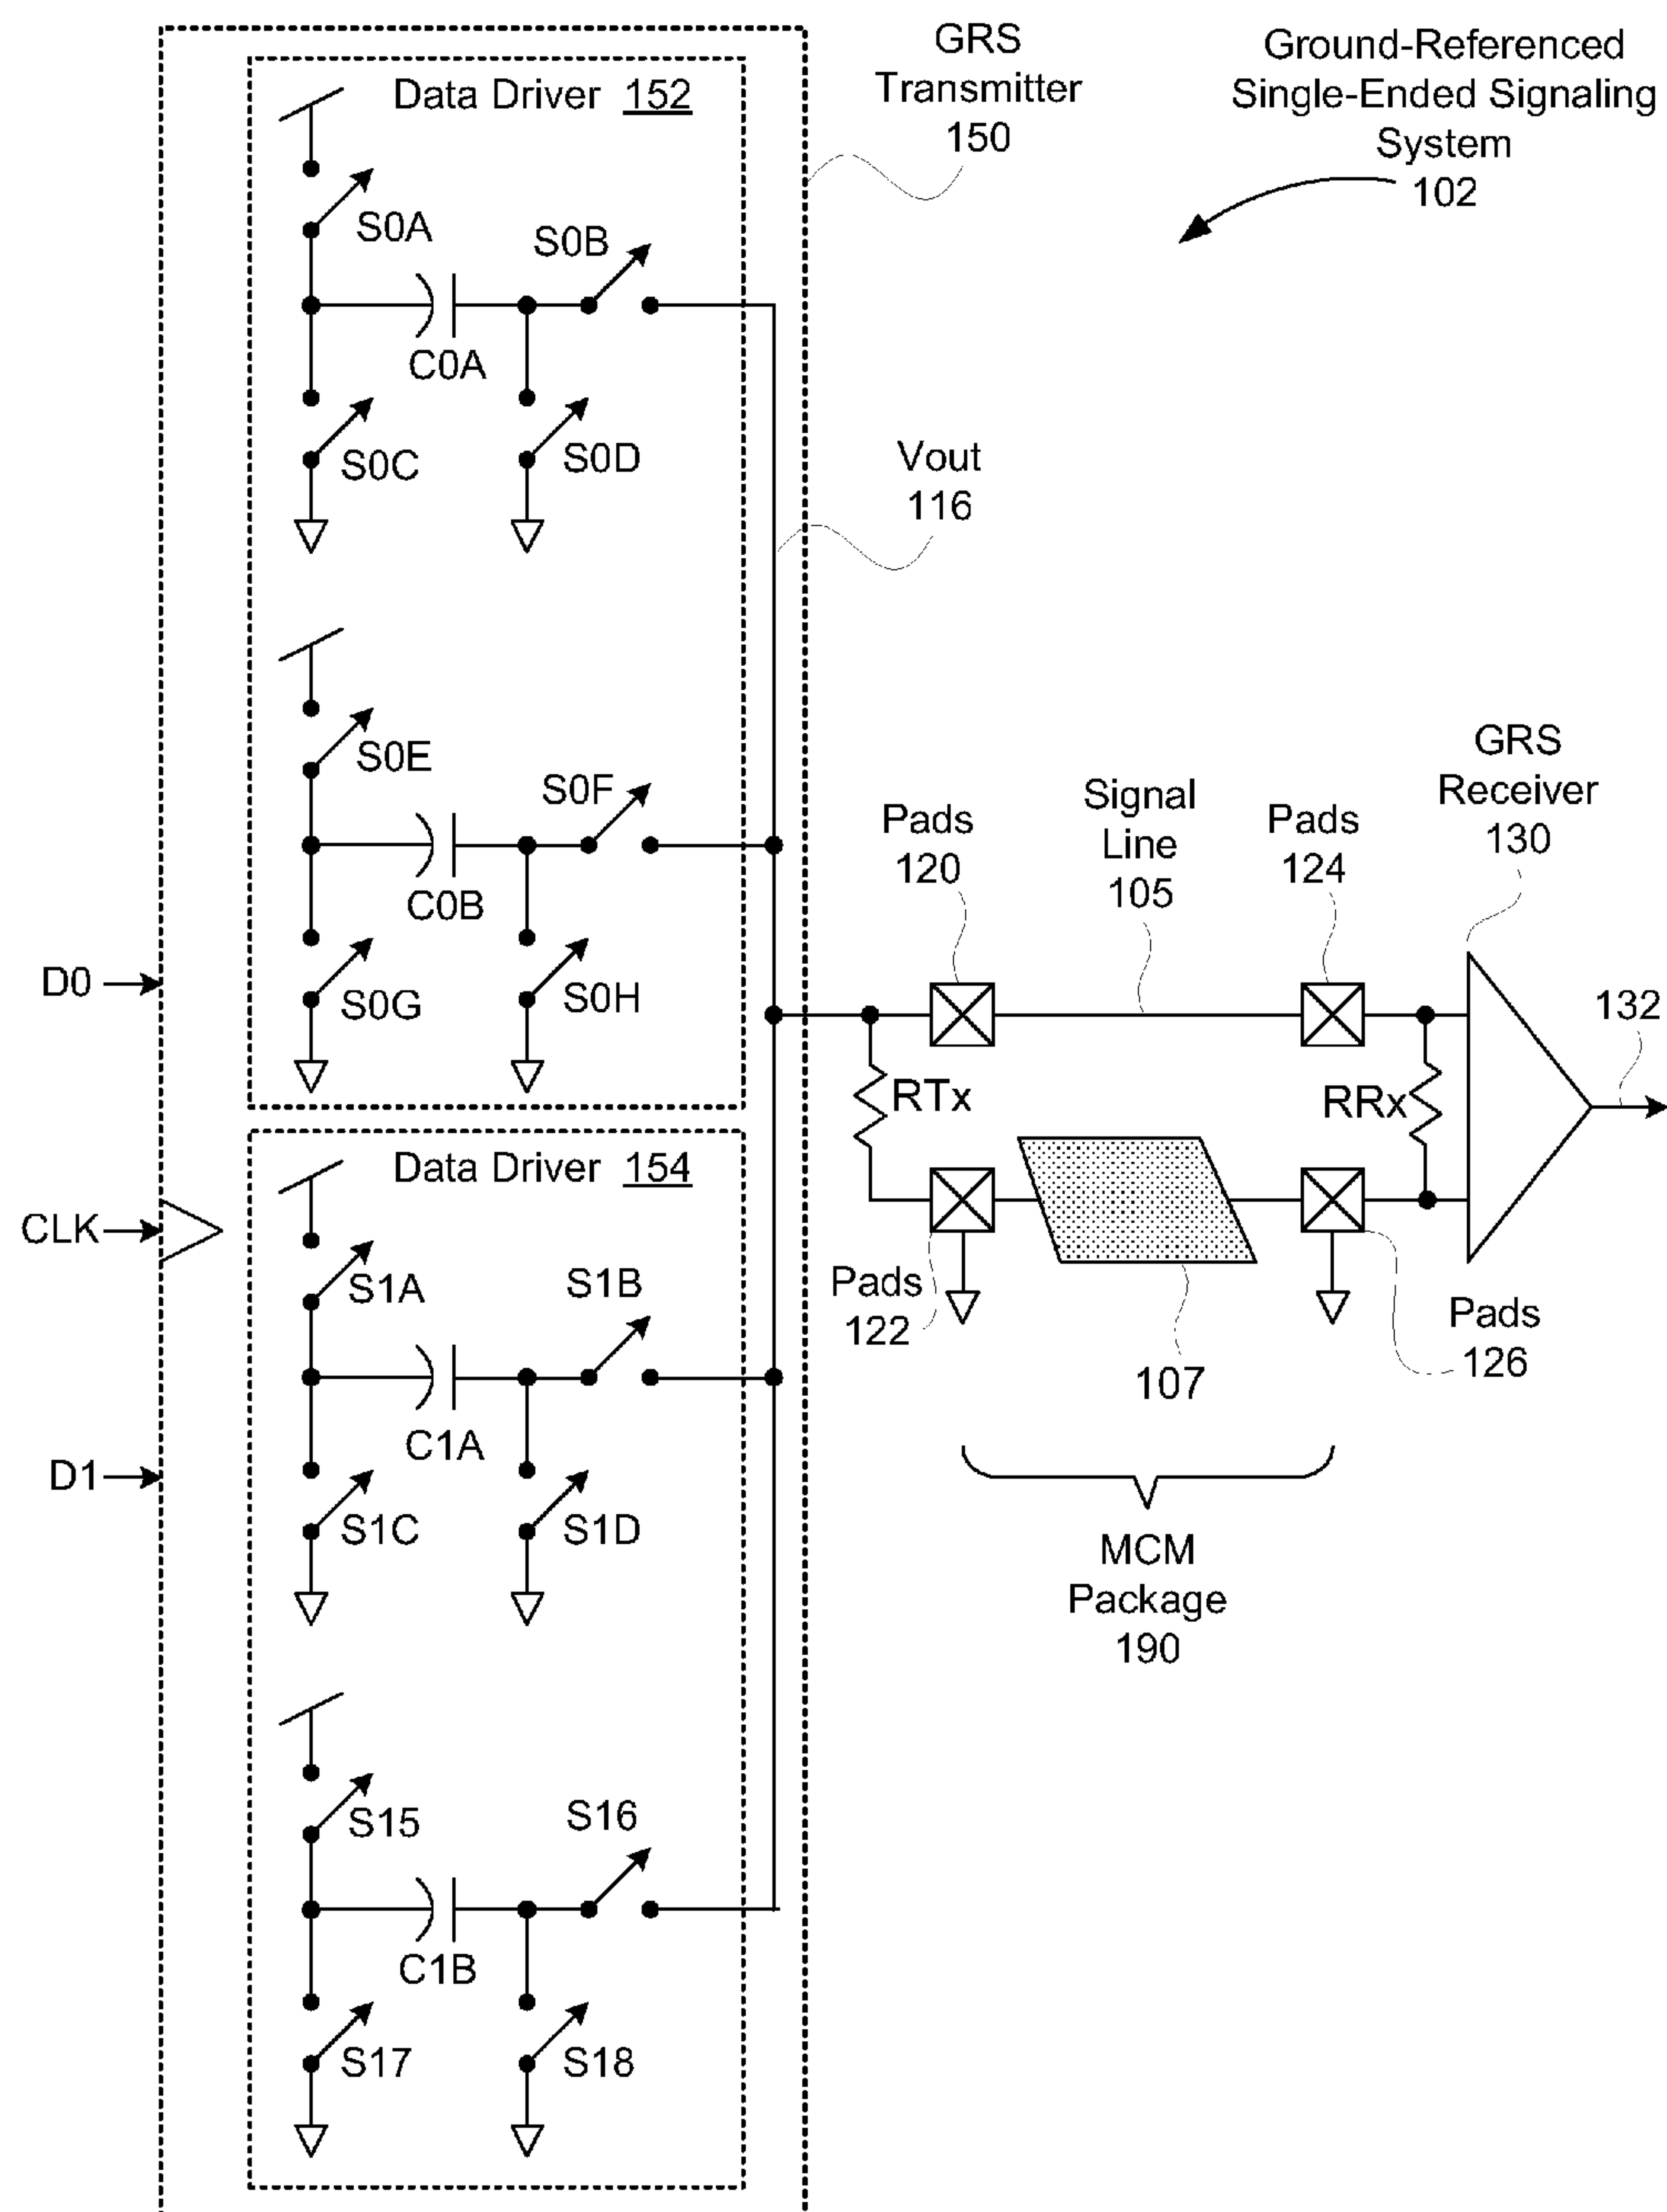 GRS
Transmitter
150
Ground-Referenced
Single-Ended Signaling
System
102
Data Driver 152
S0A
S0B
C0A
S0C
S0D
Vout
116
S0E
S0F
C0B
S0G
S0H
D0
GRS
Receiver
130
Pads
120
Signal
Line
105
Pads
124
132
RTx
RRx
Data Driver 154
CLK
S1A
S1B
C1A
S1C
S1D
D1
Pads
122
107
Pads
126
MCM
Package
190
S15
S16
C1B
S17
S18